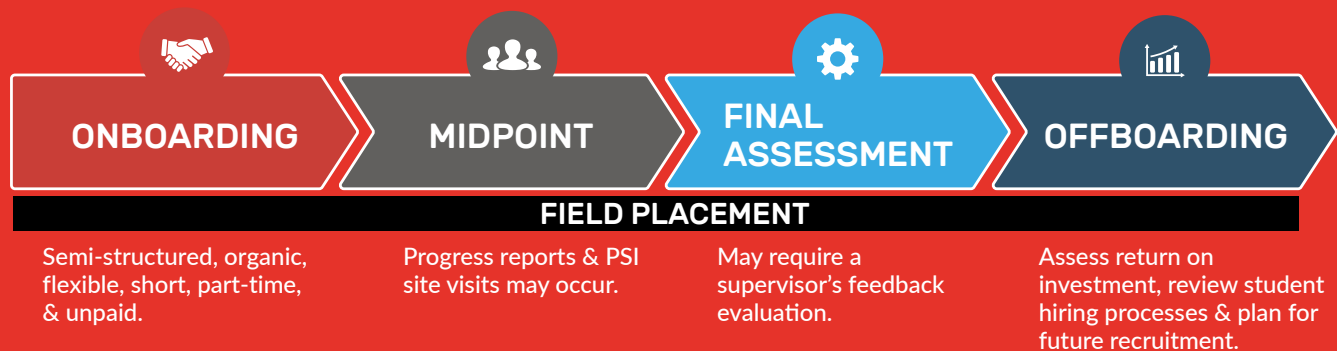 ONBOARDING
MIDPOINT
FINAL
ASSESSMENT
OFFBOARDING
FIELD PLACEMENT
Semi-structured, organic,
flexible, short, part-time,
& unpaid.
Progress reports & PSI
site visits may occur.
May require a
supervisor's feedback
evaluation.
Assess return on
investment, review student
hiring processes & plan for
future recruitment.